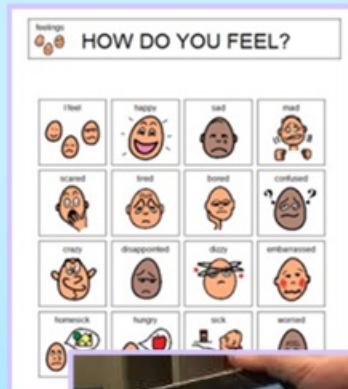 feelings
HOW DO YOU FEEL?
I feel happy sad mad
scared tired bored confused
crazy disappointed dizzy embarrassed
homesick hungry sick worried